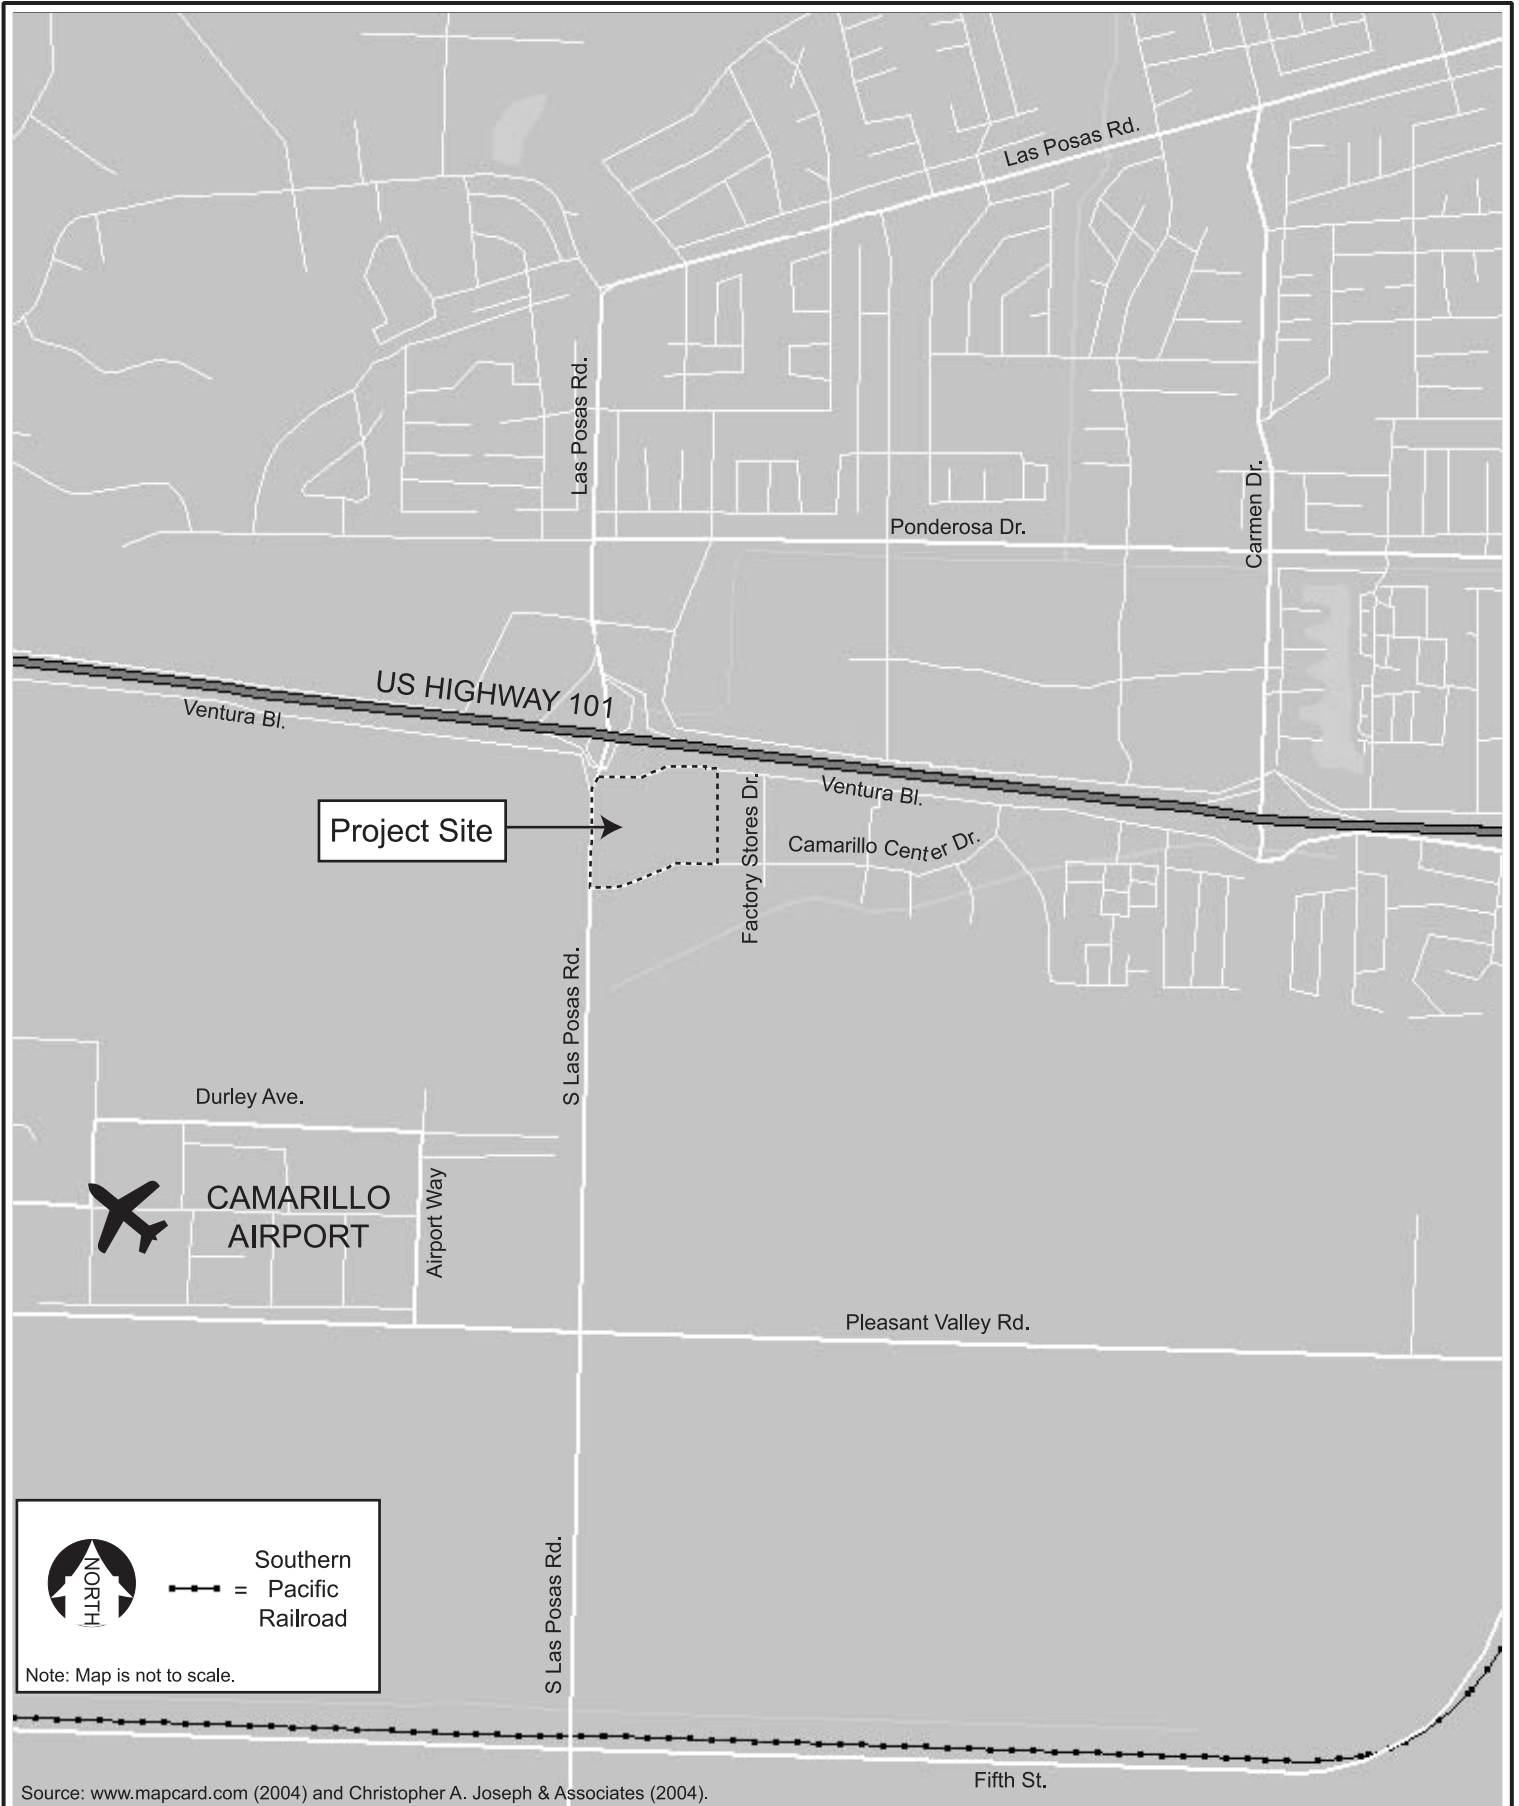 Las Posas Rd.
Las Posas Rd.
Carmen Dr.
Ponderosa Dr.
US HIGHWAY 101
Ventura Bl.
Ventura Bl.
Project Site
Factory Stores Dr.
Camarillo Center Dr.
S Las Posas Rd.
Durley Ave.
CAMARILLO
AIRPORT
Airport Way
Pleasant Valley Rd.
S Las Posas Rd.
NORTH
=
Southern
Pacific
Railroad
Note: Map is not to scale.
Fifth St.
Source: www.mapcard.com (2004) and Christopher A. Joseph & Associates (2004).